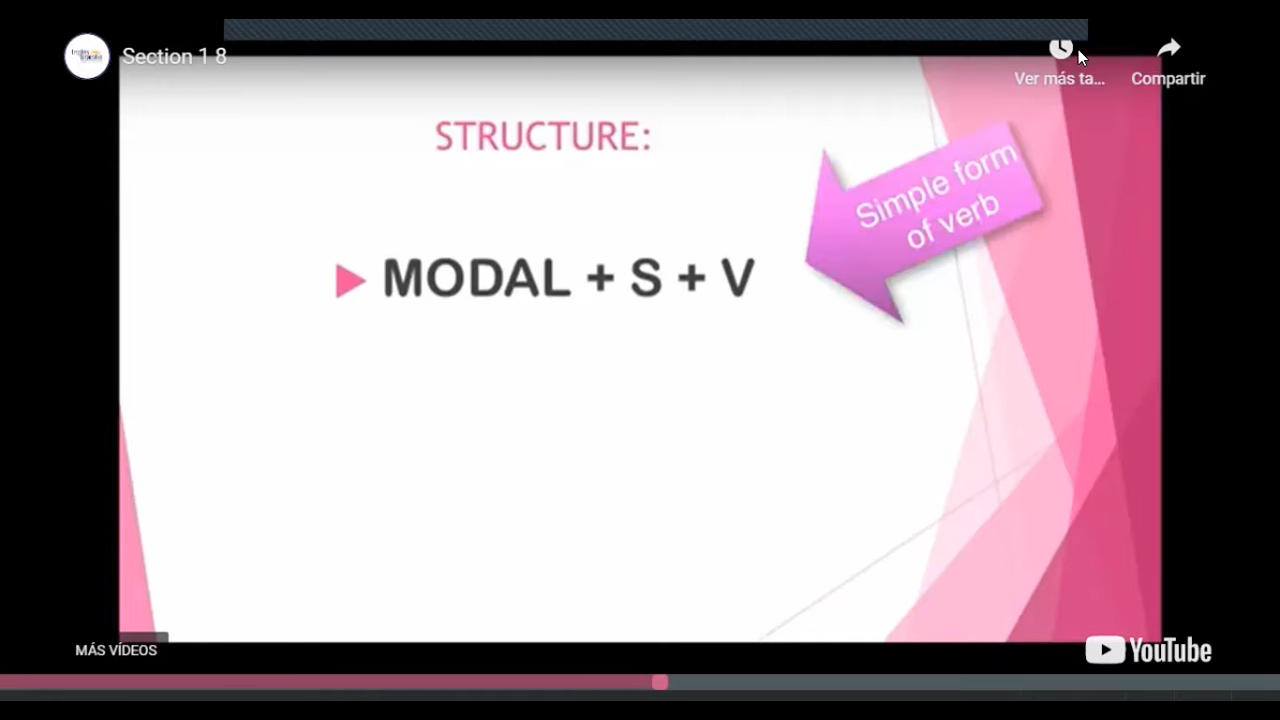 Section 1 8
Ver más ta...
Compartir
STRUCTURE:
Simple form
of verb
MODAL + S + V
MÁS VÍDEOS
YouTube